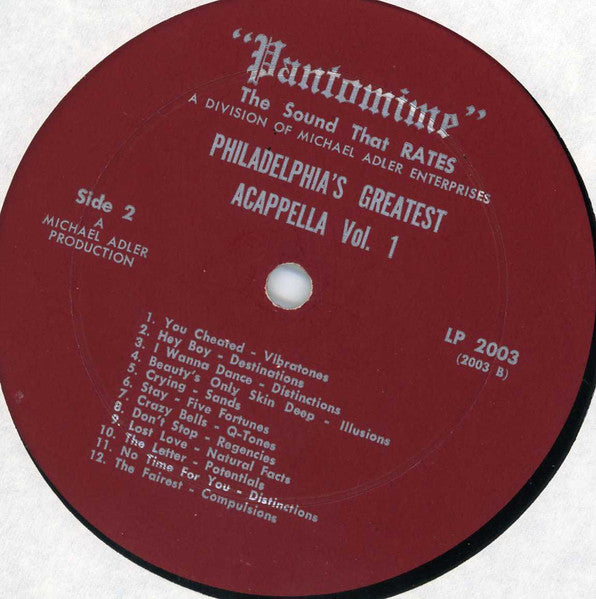 "Pantomime"
The Sound That RATES
A DIVISION OF MICHAEL ADLER ENTERPRISES
PHILADELPHIA'S GREATEST
ACAPPELLA Vol. 1
Side 2
A
MICHAEL ADLER
PRODUCTION
LP 2003
(2003 B)
1. You Cheated - Vibratones
2. Hey Boy - Destinations
3. I Wanna Dance - Distinctions
4. Beauty's Only Skin Deep - Illusions
5. Crying - Sands
6. Stay - Five Fortunes
7. Crazy Bells - Q-Tones
8. Don't Stop - Regencies
9. Lost Love - Natural Facts
10. The Letter - Potentials
11. No Time For You - Distinctions
12. The Fairest - Compulsions